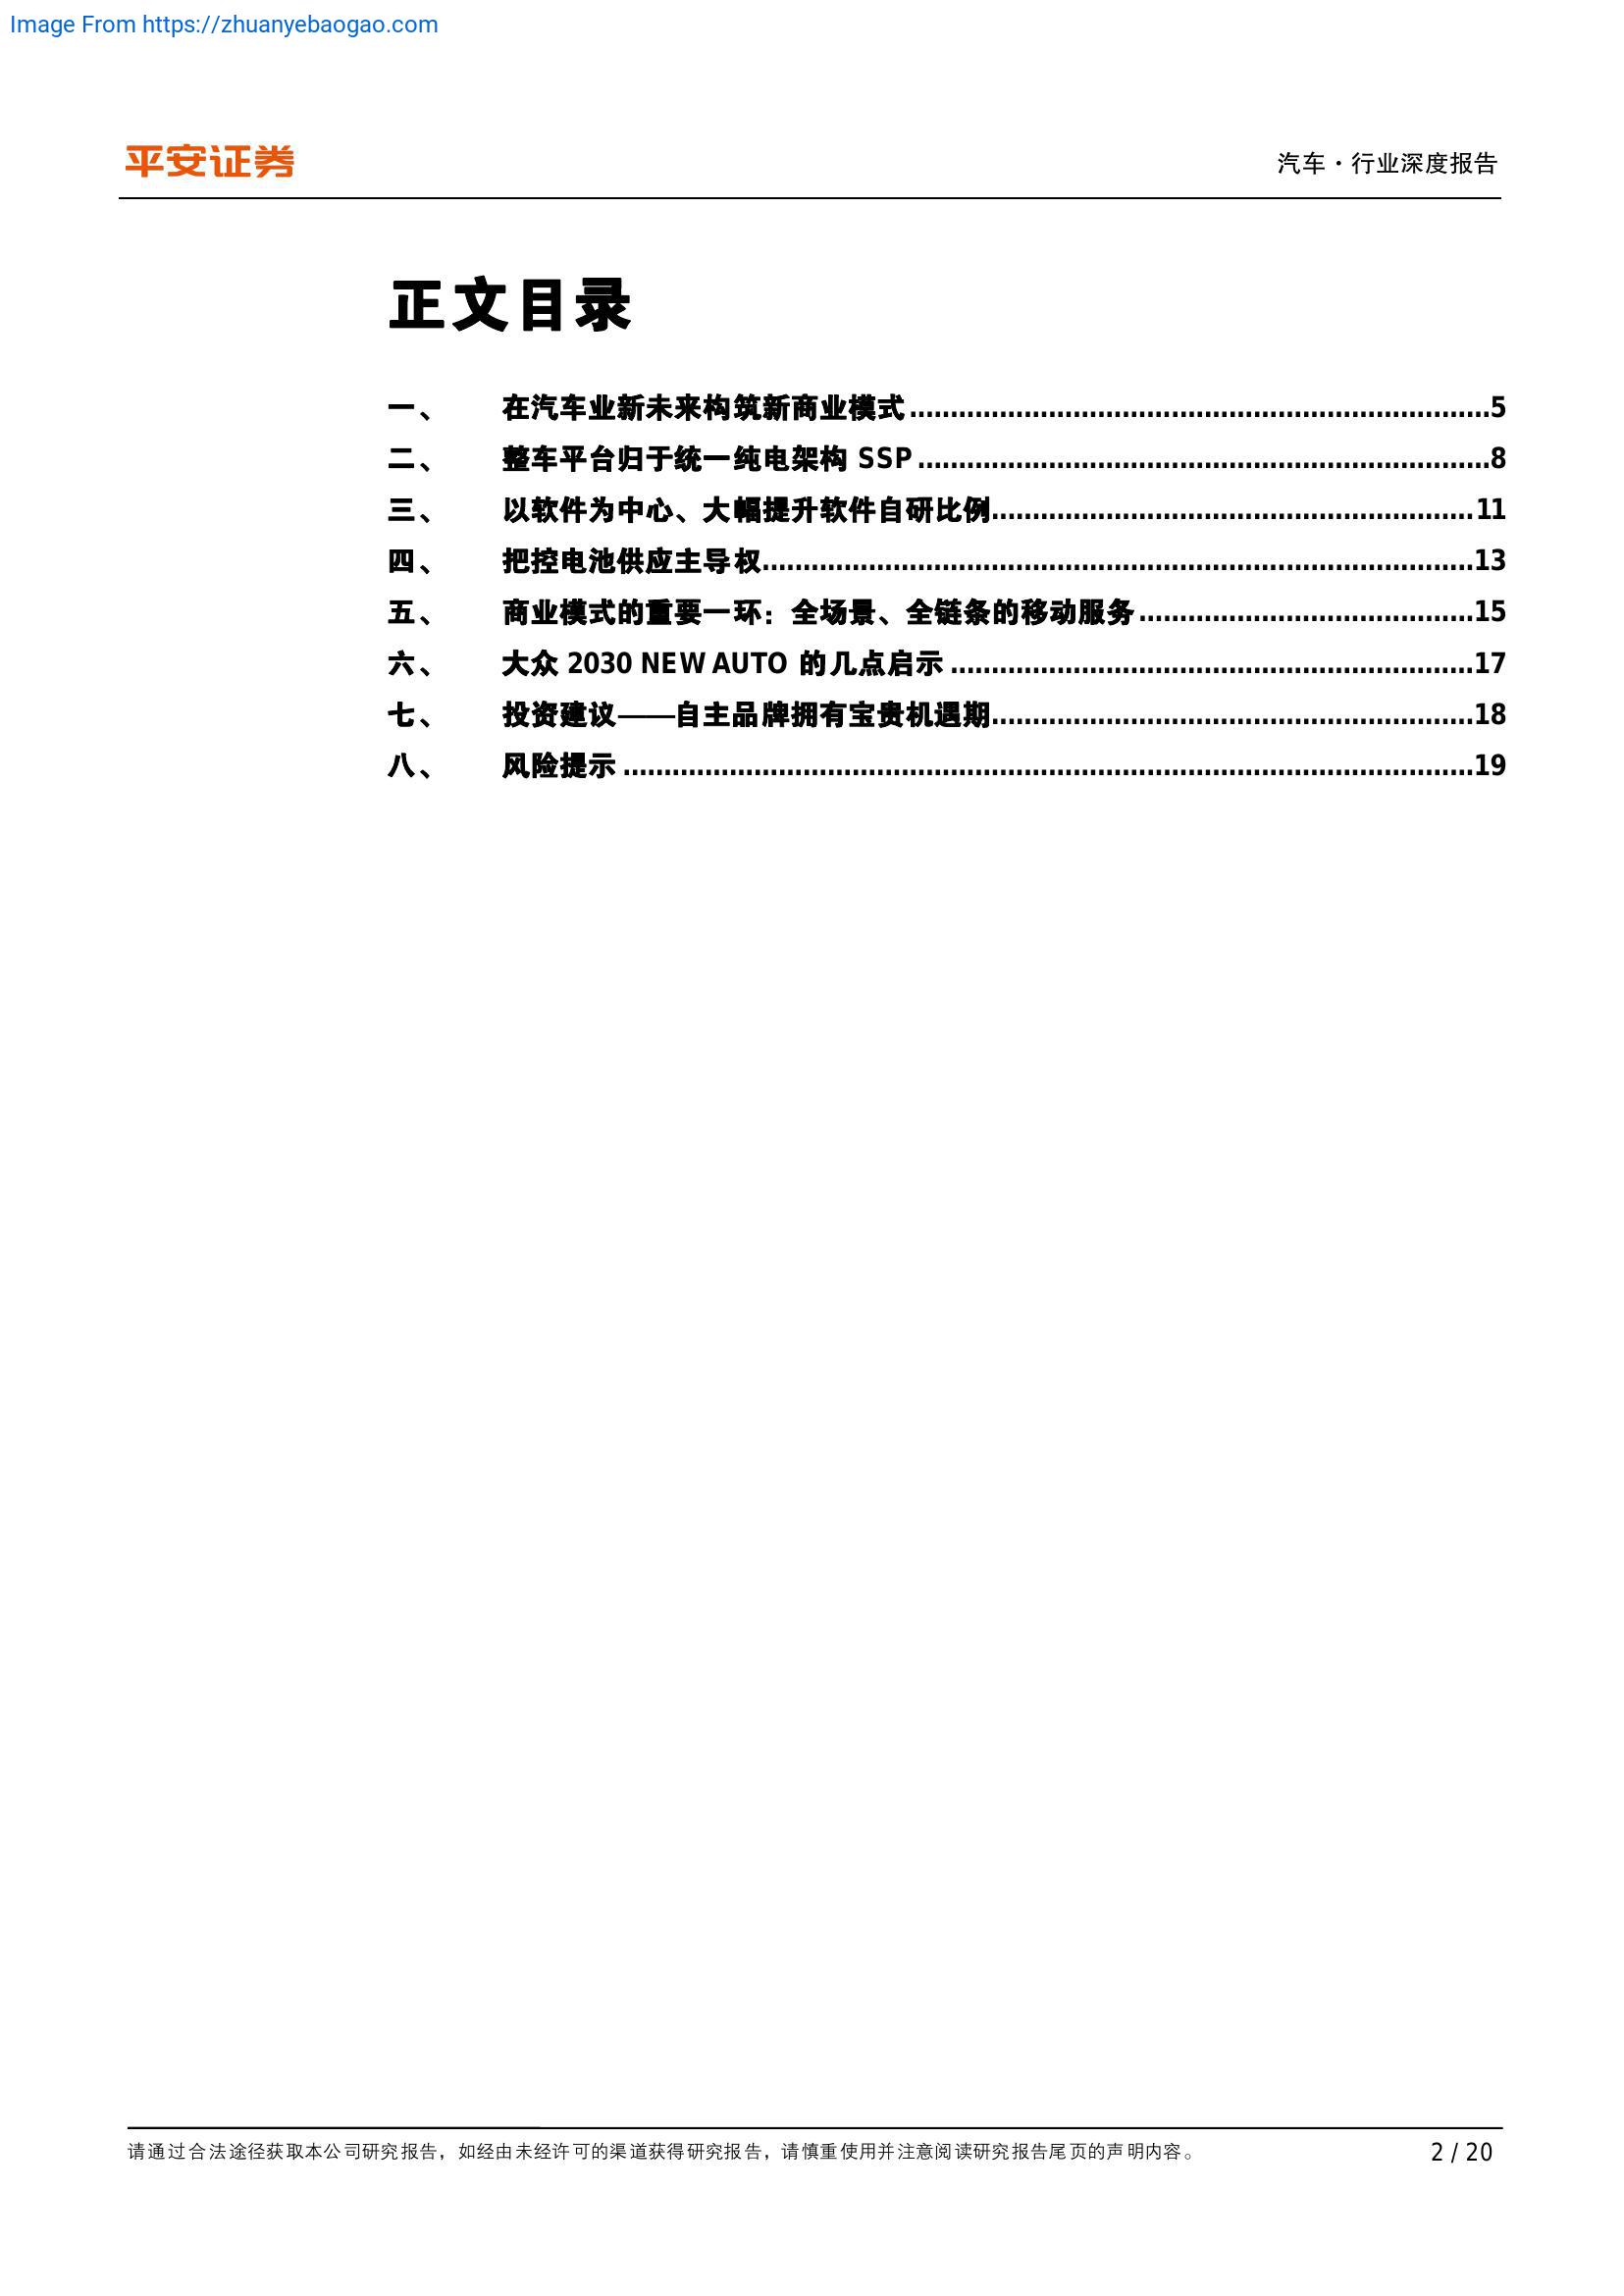 Image From https://zhuanyebaogao.com
平安证券
汽车·行业深度报告
正文目录
一、 在汽车业新未来构筑新商业模式 ........................................................................5
二、 整车平台归于统一纯电架构 SSP ........................................................................8
三、 以软件为中心、大幅提升软件自研比例........................................................................11
四、 把控电池供应主导权........................................................................13
五、 商业模式的重要一环：全场景、全链条的移动服务........................................................................15
六、 大众 2030 NEW AUTO 的几点启示 ........................................................................17
七、 投资建议——自主品牌拥有宝贵机遇期........................................................................18
八、 风险提示 ........................................................................19
请通过合法途径获取本公司研究报告，如经由未经许可的渠道获得研究报告，请慎重使用并注意阅读研究报告尾页的声明内容。
2 / 20